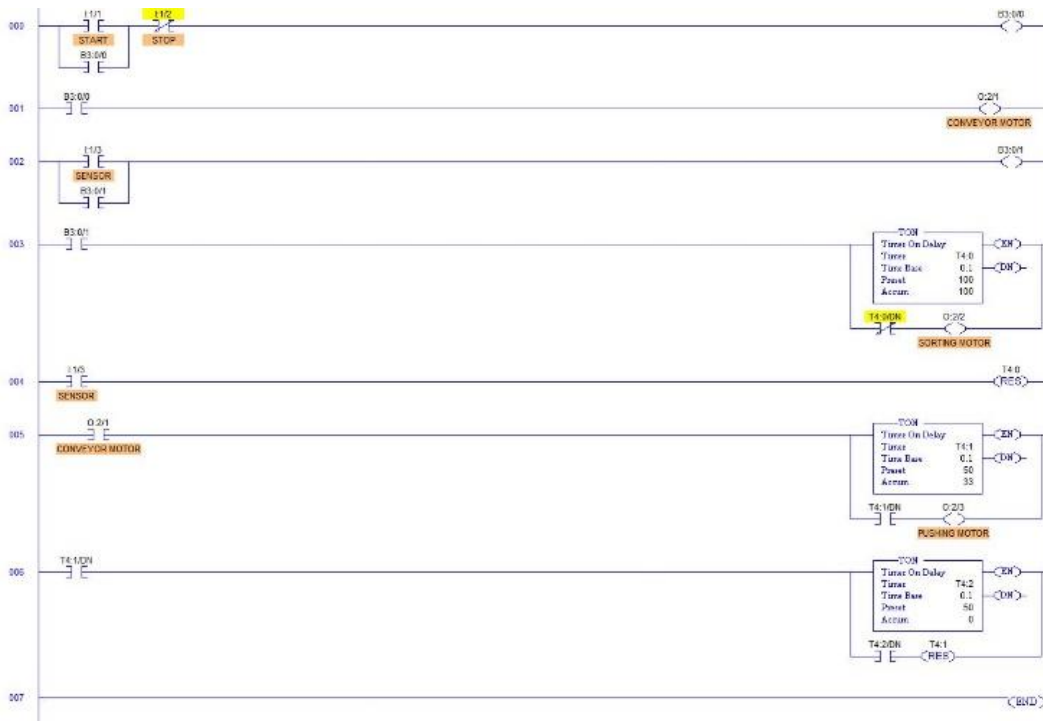 000
I:1/1
START
B3:0/0
I:1/2
STOP
B3:0/0
001
B3:0/0
O:2/1
CONVEYOR MOTOR
002
I:1/3
SENSOR
B3:0/1
B3:0/1
003
B3:0/1
TON
Timer On Delay
Timer T4:0
Time Base 0.1
Preset 100
Accum 100
EN
DN
T4:0/DN
O:2/2
SORTING MOTOR
004
I:1/3
SENSOR
T4:0
RES
005
O:2/1
CONVEYOR MOTOR
TON
Timer On Delay
Timer T4:1
Time Base 0.1
Preset 50
Accum 33
EN
DN
T4:1/DN
O:2/3
PUSHING MOTOR
006
T4:1/DN
TON
Timer On Delay
Timer T4:2
Time Base 0.1
Preset 50
Accum 0
EN
DN
T4:2/DN
T4:1
RES
007
END